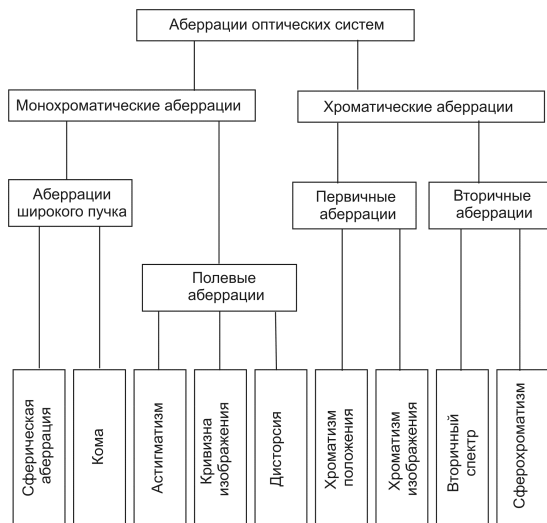 Аберрации оптических систем
Монохроматические аберрации
Хроматические аберрации
Аберрации
широкого пучка
Первичные
аберрации
Вторичные
аберрации
Полевые
аберрации
Сферическая
аберрация
Кома
Астигматизм
Кривизна
изображения
Дисторсия
Хроматизм
положения
Хроматизм
изображения
Вторичный
спектр
Сферохроматизм